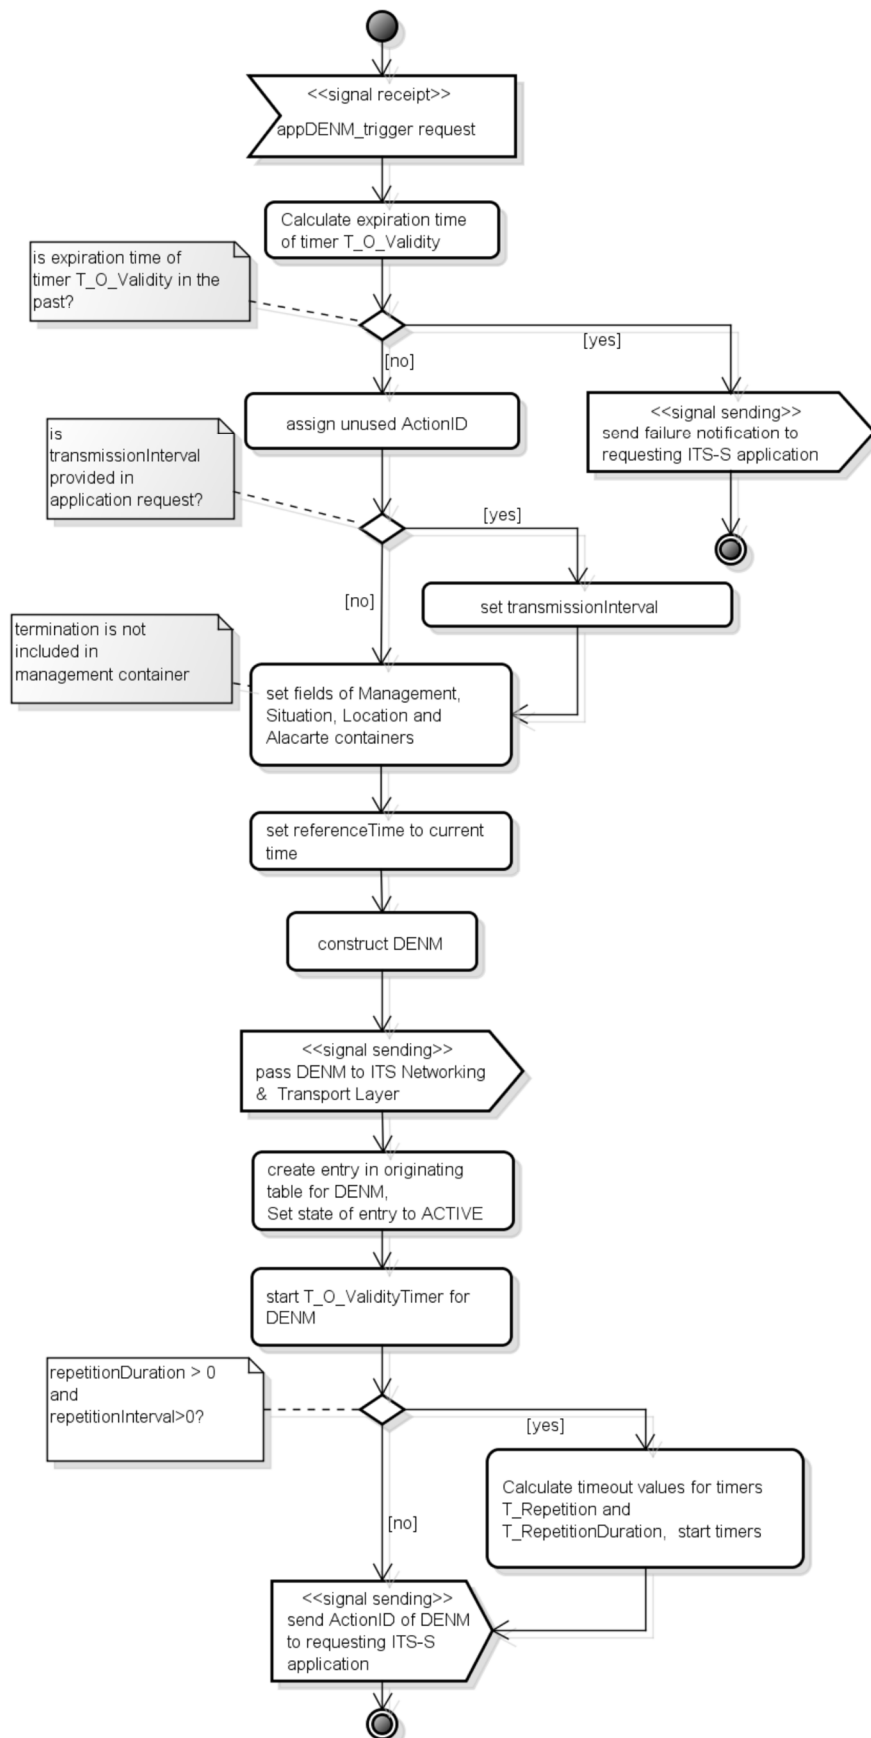 <<signal receipt>>
appDENM_trigger request
Calculate expiration time
of timer T_O_Validity
is expiration time of
timer T_O_Validity in the
past?
[yes]
[no]
<<signal sending>>
send failure notification to
requesting ITS-S application
assign unused ActionID
is
transmissionInterval
provided in
application request?
[yes]
[no]
set transmissionInterval
termination is not
included in
management container
set fields of Management,
Situation, Location and
Alacarte containers
set referenceTime to current
time
construct DENM
<<signal sending>>
pass DENM to ITS Networking
& Transport Layer
create entry in originating
table for DENM,
Set state of entry to ACTIVE
start T_O_ValidityTimer for
DENM
repetitionDuration > 0
and
repetitionInterval>0?
[yes]
Calculate timeout values for timers
T_Repetition and
T_RepetitionDuration, start timers
[no]
<<signal sending>>
send ActionID of DENM
to requesting ITS-S
application